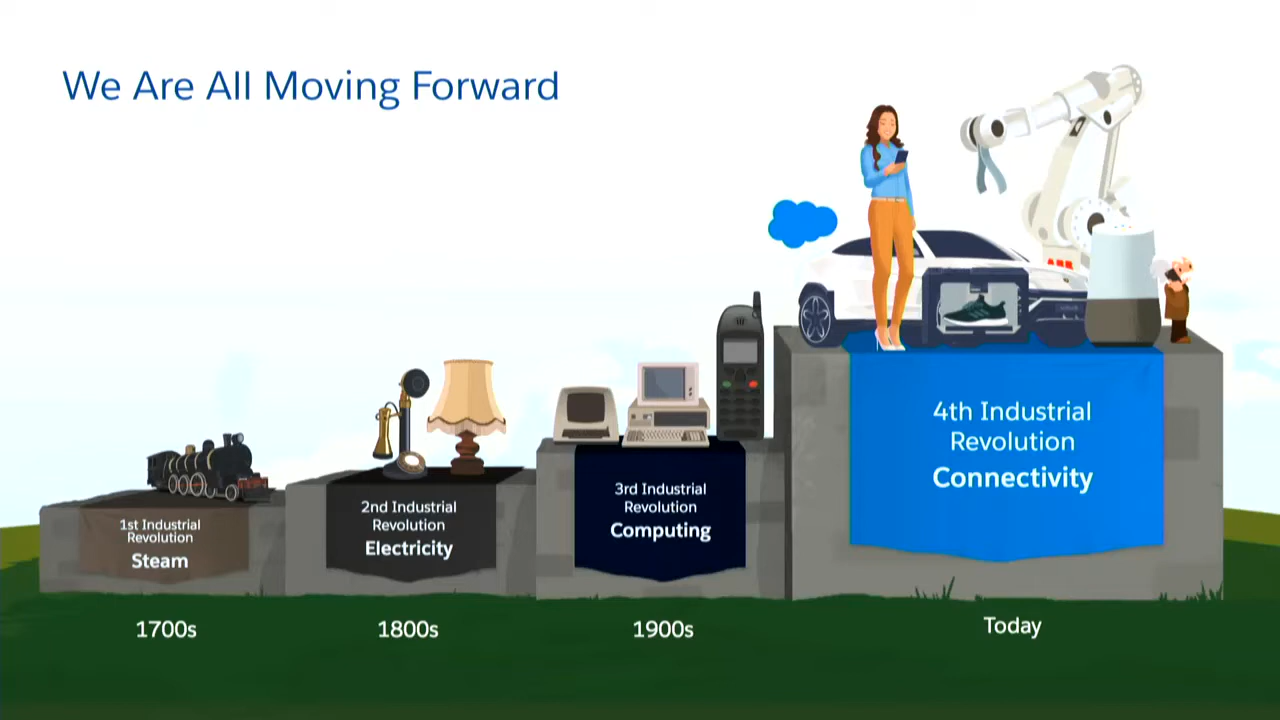 We Are All Moving Forward
1st Industrial
Revolution
Steam
2nd Industrial
Revolution
Electricity
3rd Industrial
Revolution
Computing
4th Industrial
Revolution
Connectivity
ABB
1700s
1800s
1900s
Today